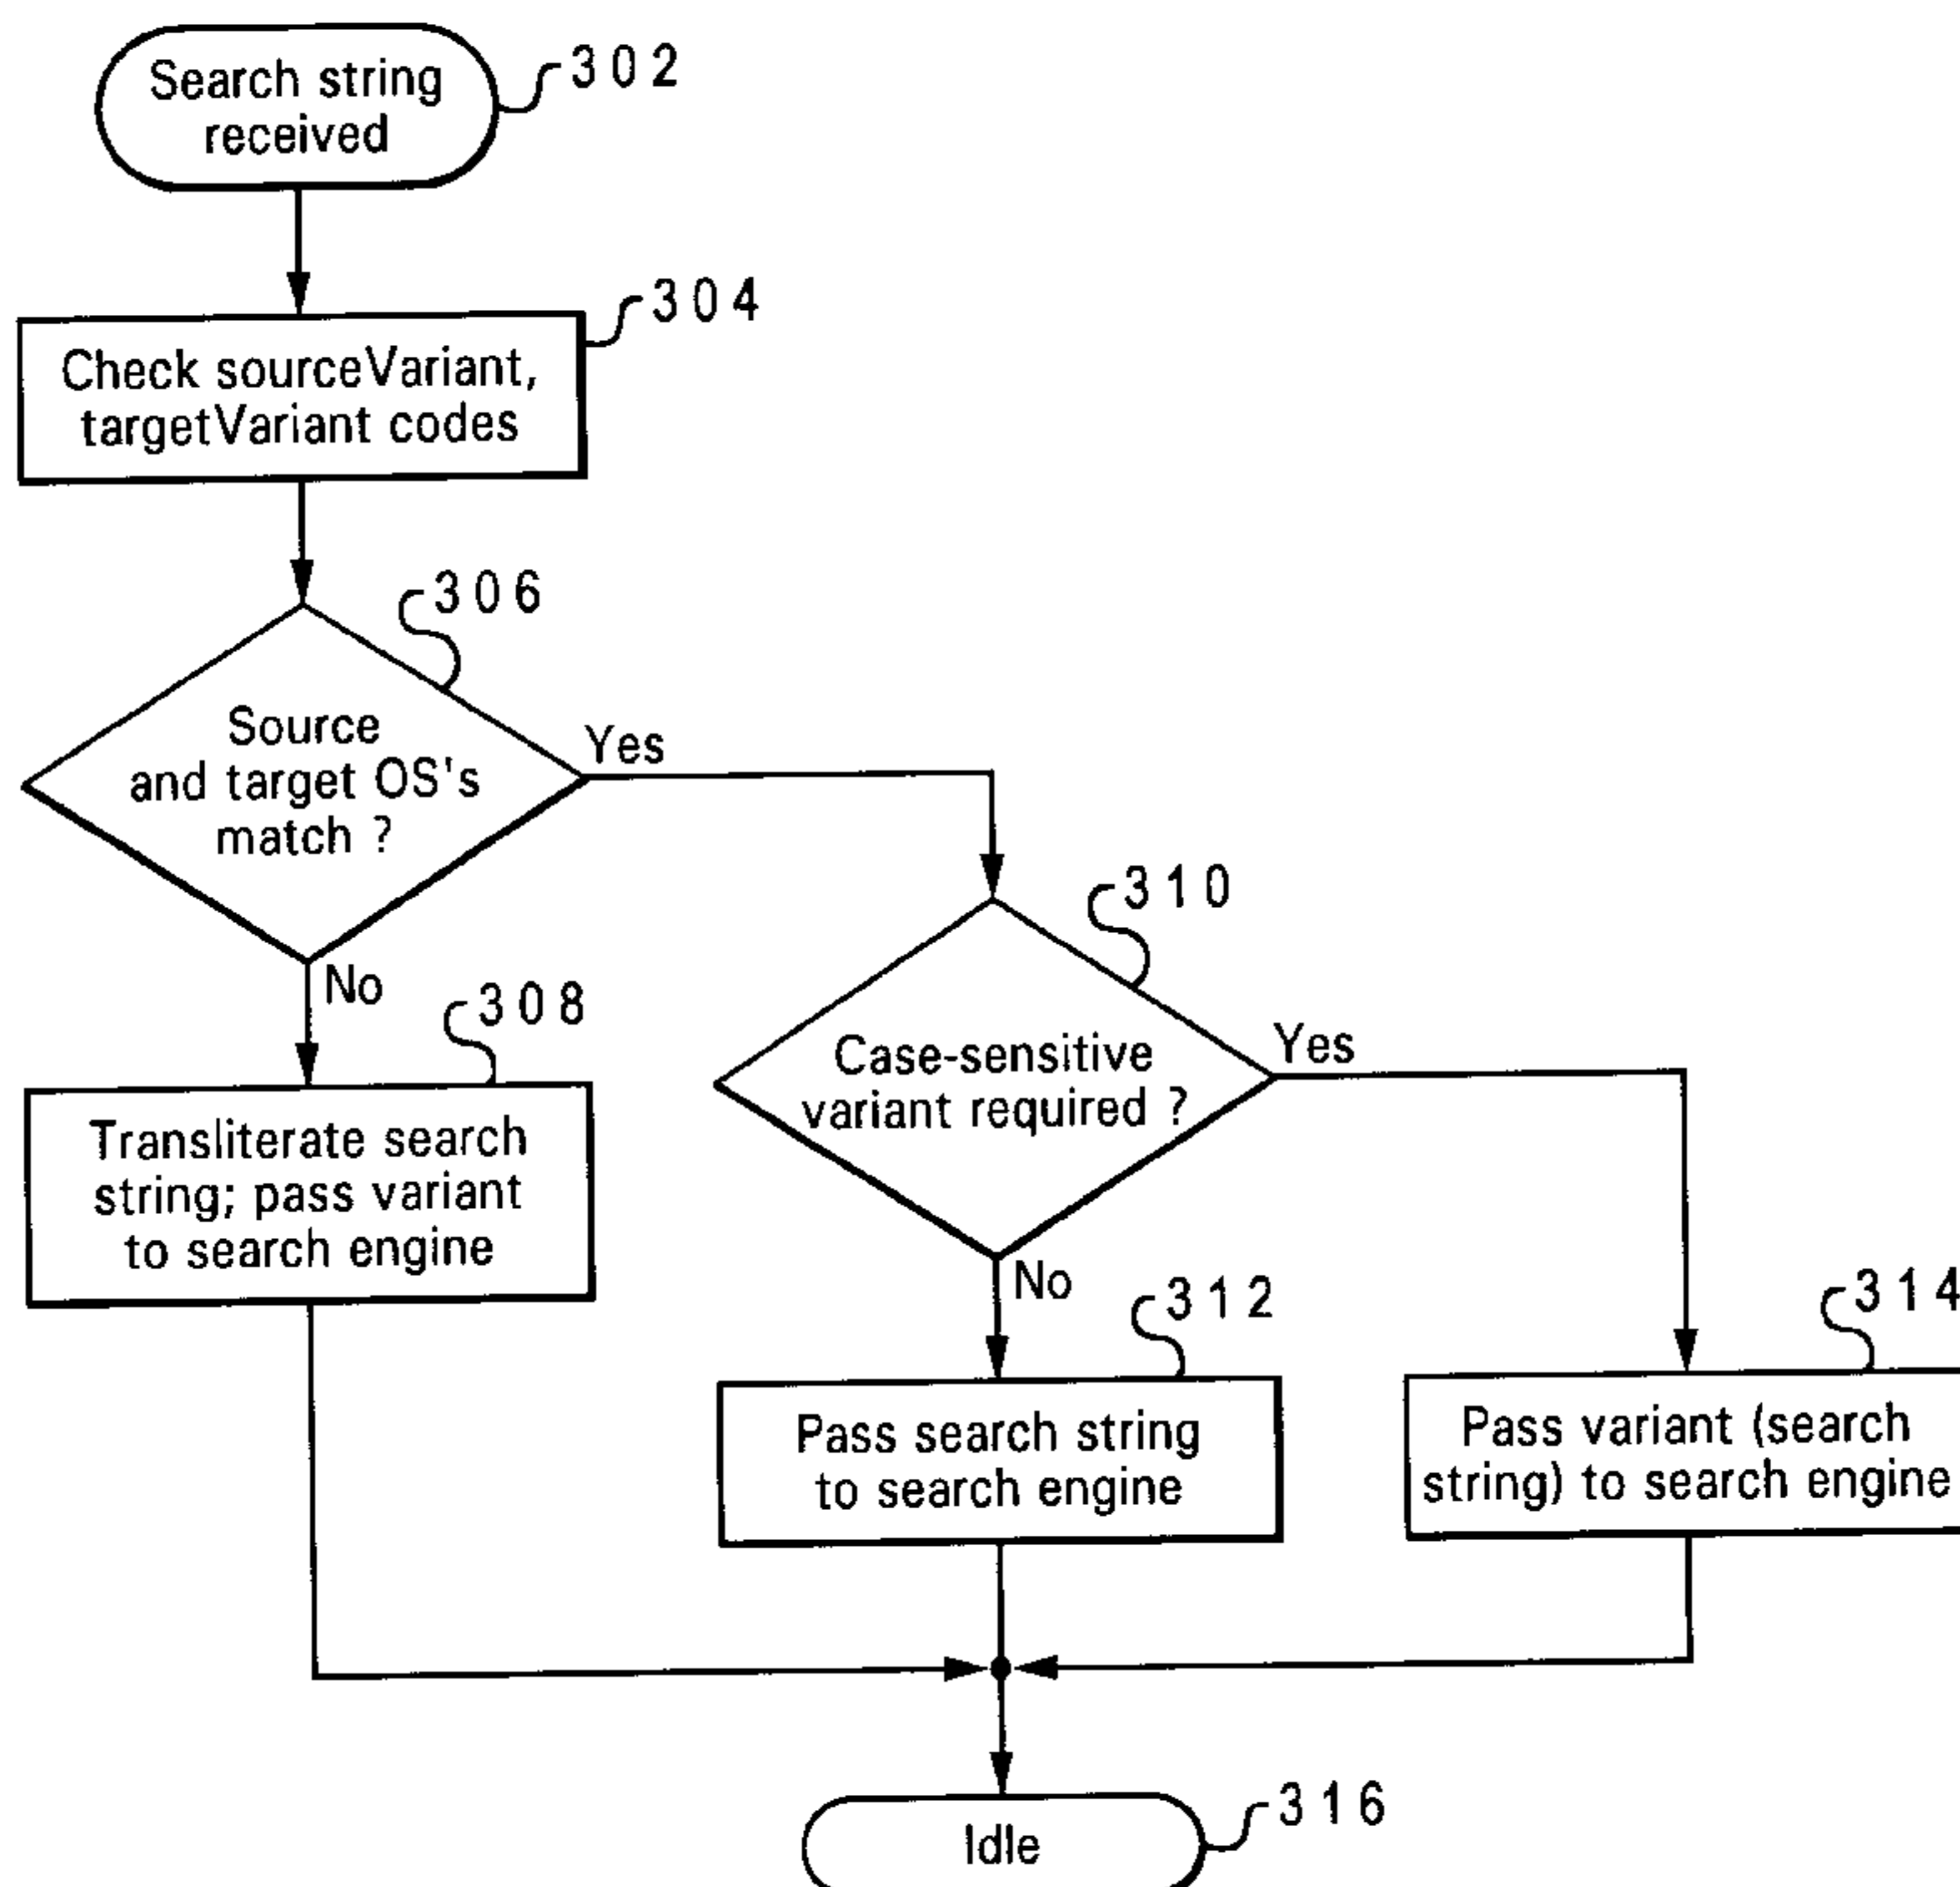 Search string
received
302
304
Check sourceVariant,
targetVariant codes
306
Source
and target OS's
match ?
Yes
No
308
Transliterate search
string; pass variant
to search engine
310
Case-sensitive
variant required ?
Yes
No
312
Pass search string
to search engine
314
Pass variant (search
string) to search engine
Idle
316